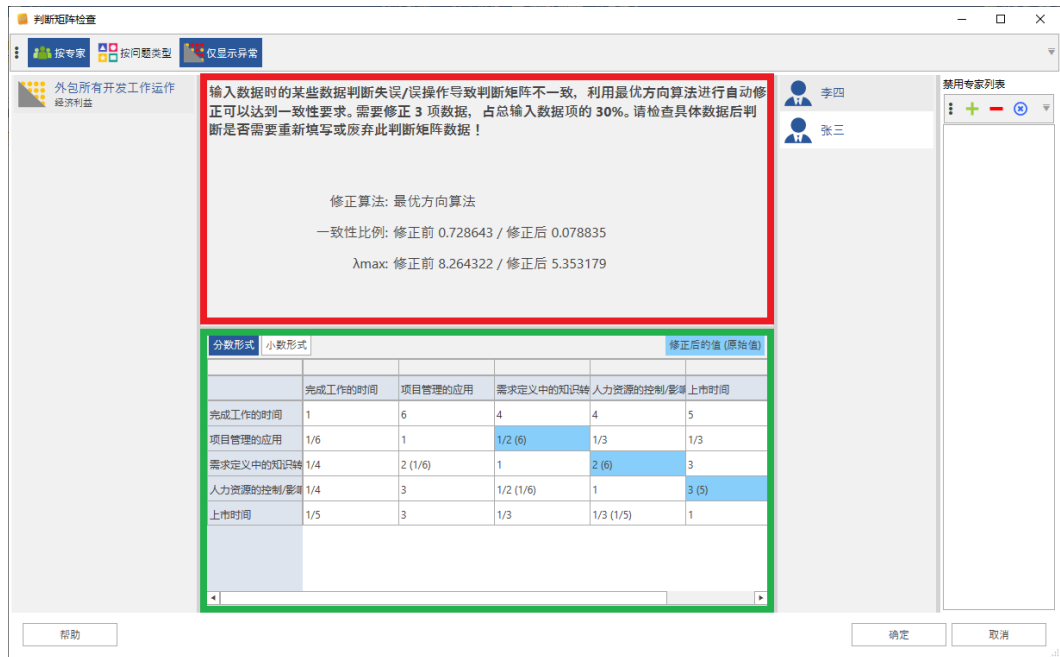 判断矩阵检查
按专家 按问题类型 仅显示异常
外包所有开发工作运作
经济利益
输入数据时的某些数据判断失误/误操作导致判断矩阵不一致，利用最优方向算法进行自动修
正可以达到一致性要求。需要修正 3 项数据，占总输入数据项的 30%。请检查具体数据后判
断是否需要重新填写或废弃此判断矩阵数据！
修正算法: 最优方向算法
一致性比例: 修正前 0.728643 / 修正后 0.078835
λmax: 修正前 8.264322 / 修正后 5.353179
李四
张三
禁用专家列表
分数形式 小数形式 修正后的值 (原始值)
完成工作的时间 项目管理的应用 需求定义中的知识转 人力资源的控制/影响 上市时间
完成工作的时间 1 6 4 4 5
项目管理的应用 1/6 1 1/2 (6) 1/3 1/3
需求定义中的知识转 1/4 2 (1/6) 1 2 (6) 3
人力资源的控制/影响 1/4 3 1/2 (1/6) 1 3 (5)
上市时间 1/5 3 1/3 1/3 (1/5) 1
帮助 确定 取消